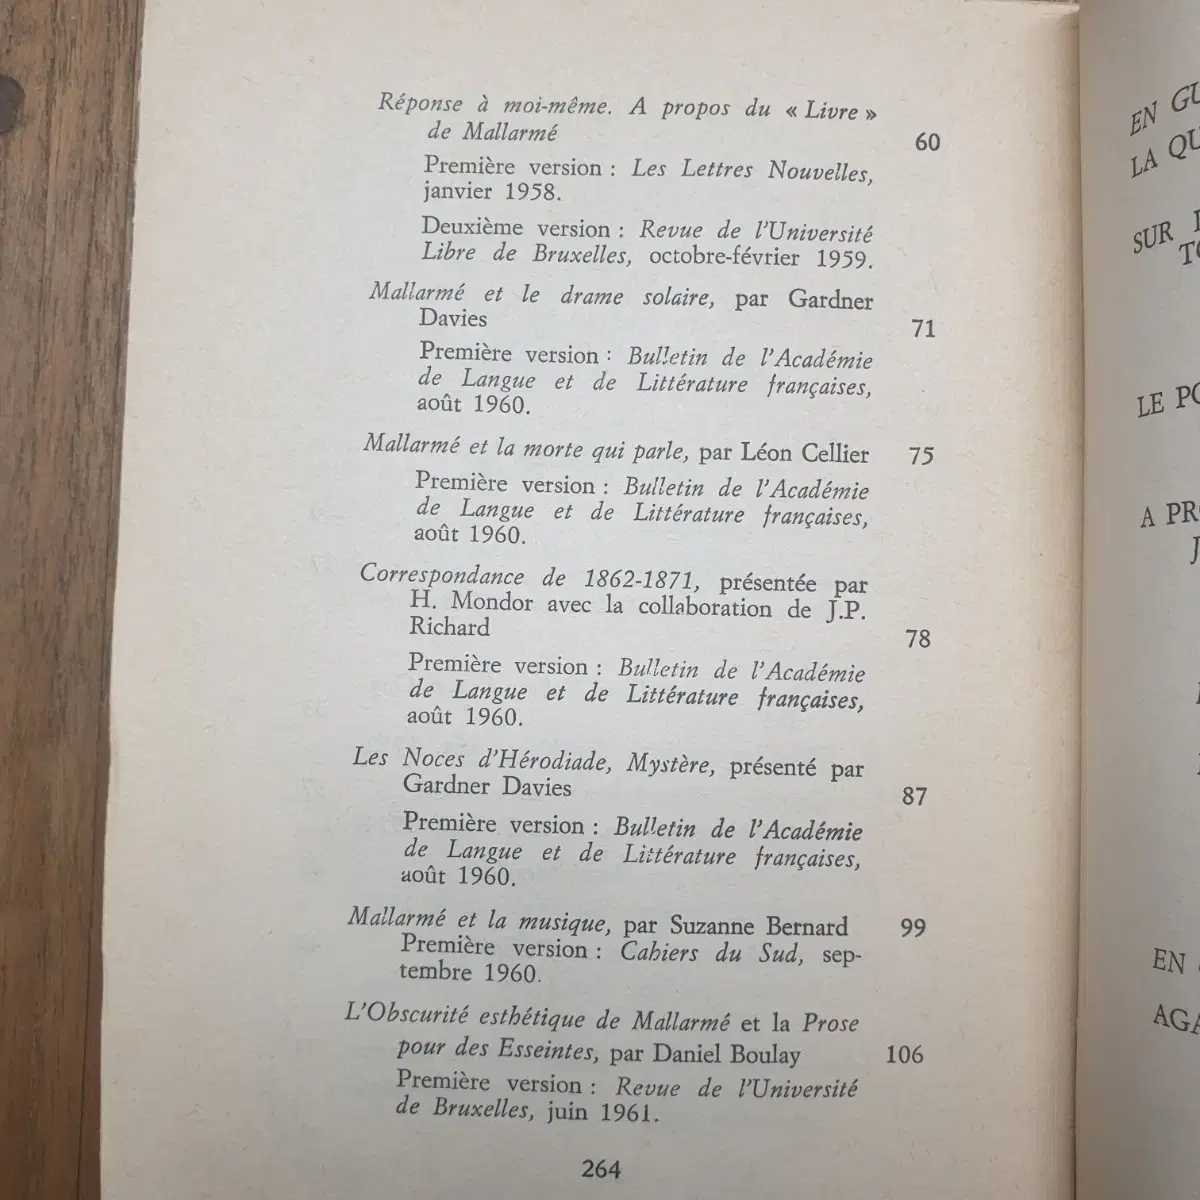 Réponse à moi-même. A propos du « Livre »
de Mallarmé 60
Première version : Les Lettres Nouvelles,
janvier 1958.
Deuxième version : Revue de l'Université
Libre de Bruxelles, octobre-février 1959.
Mallarmé et le drame solaire, par Gardner
Davies 71
Première version : Bulletin de l'Académie
de Langue et de Littérature françaises,
août 1960.
Mallarmé et la morte qui parle, par Léon Cellier 75
Première version : Bulletin de l'Académie
de Langue et de Littérature françaises,
août 1960.
Correspondance de 1862-1871, présentée par
H. Mondor avec la collaboration de J.P.
Richard 78
Première version : Bulletin de l'Académie
de Langue et de Littérature françaises,
août 1960.
Les Noces d'Hérodiade, Mystère, présenté par
Gardner Davies 87
Première version : Bulletin de l'Académie
de Langue et de Littérature françaises,
août 1960.
Mallarmé et la musique, par Suzanne Bernard 99
Première version : Cahiers du Sud, sep-
tembre 1960.
L'Obscurité esthétique de Mallarmé et la Prose
pour des Esseintes, par Daniel Boulay 106
Première version : Revue de l'Université
de Bruxelles, juin 1961.
264
EN
LA
SUR
LE
A
EN